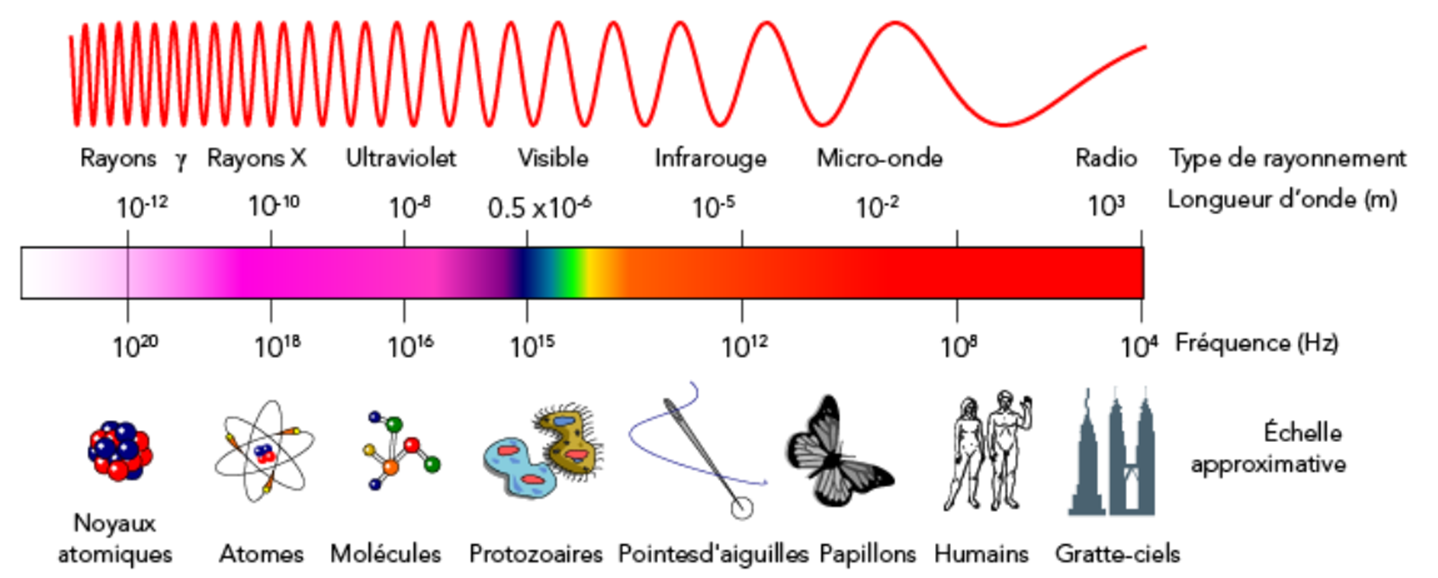 Rayons γ Rayons X Ultraviolet Visible Infrarouge Micro-onde Radio Type de rayonnement
10⁻¹² 10⁻¹⁰ 10⁻⁸ 0.5 x10⁻⁶ 10⁻⁵ 10⁻² 10³ Longueur d'onde (m)
10²⁰ 10¹⁸ 10¹⁶ 10¹⁵ 10¹² 10⁸ 10⁴ Fréquence (Hz)
Échelle
approximative
Noyaux
atomiques Atomes Molécules Protozoaires Pointesd'aiguilles Papillons Humains Gratte-ciels